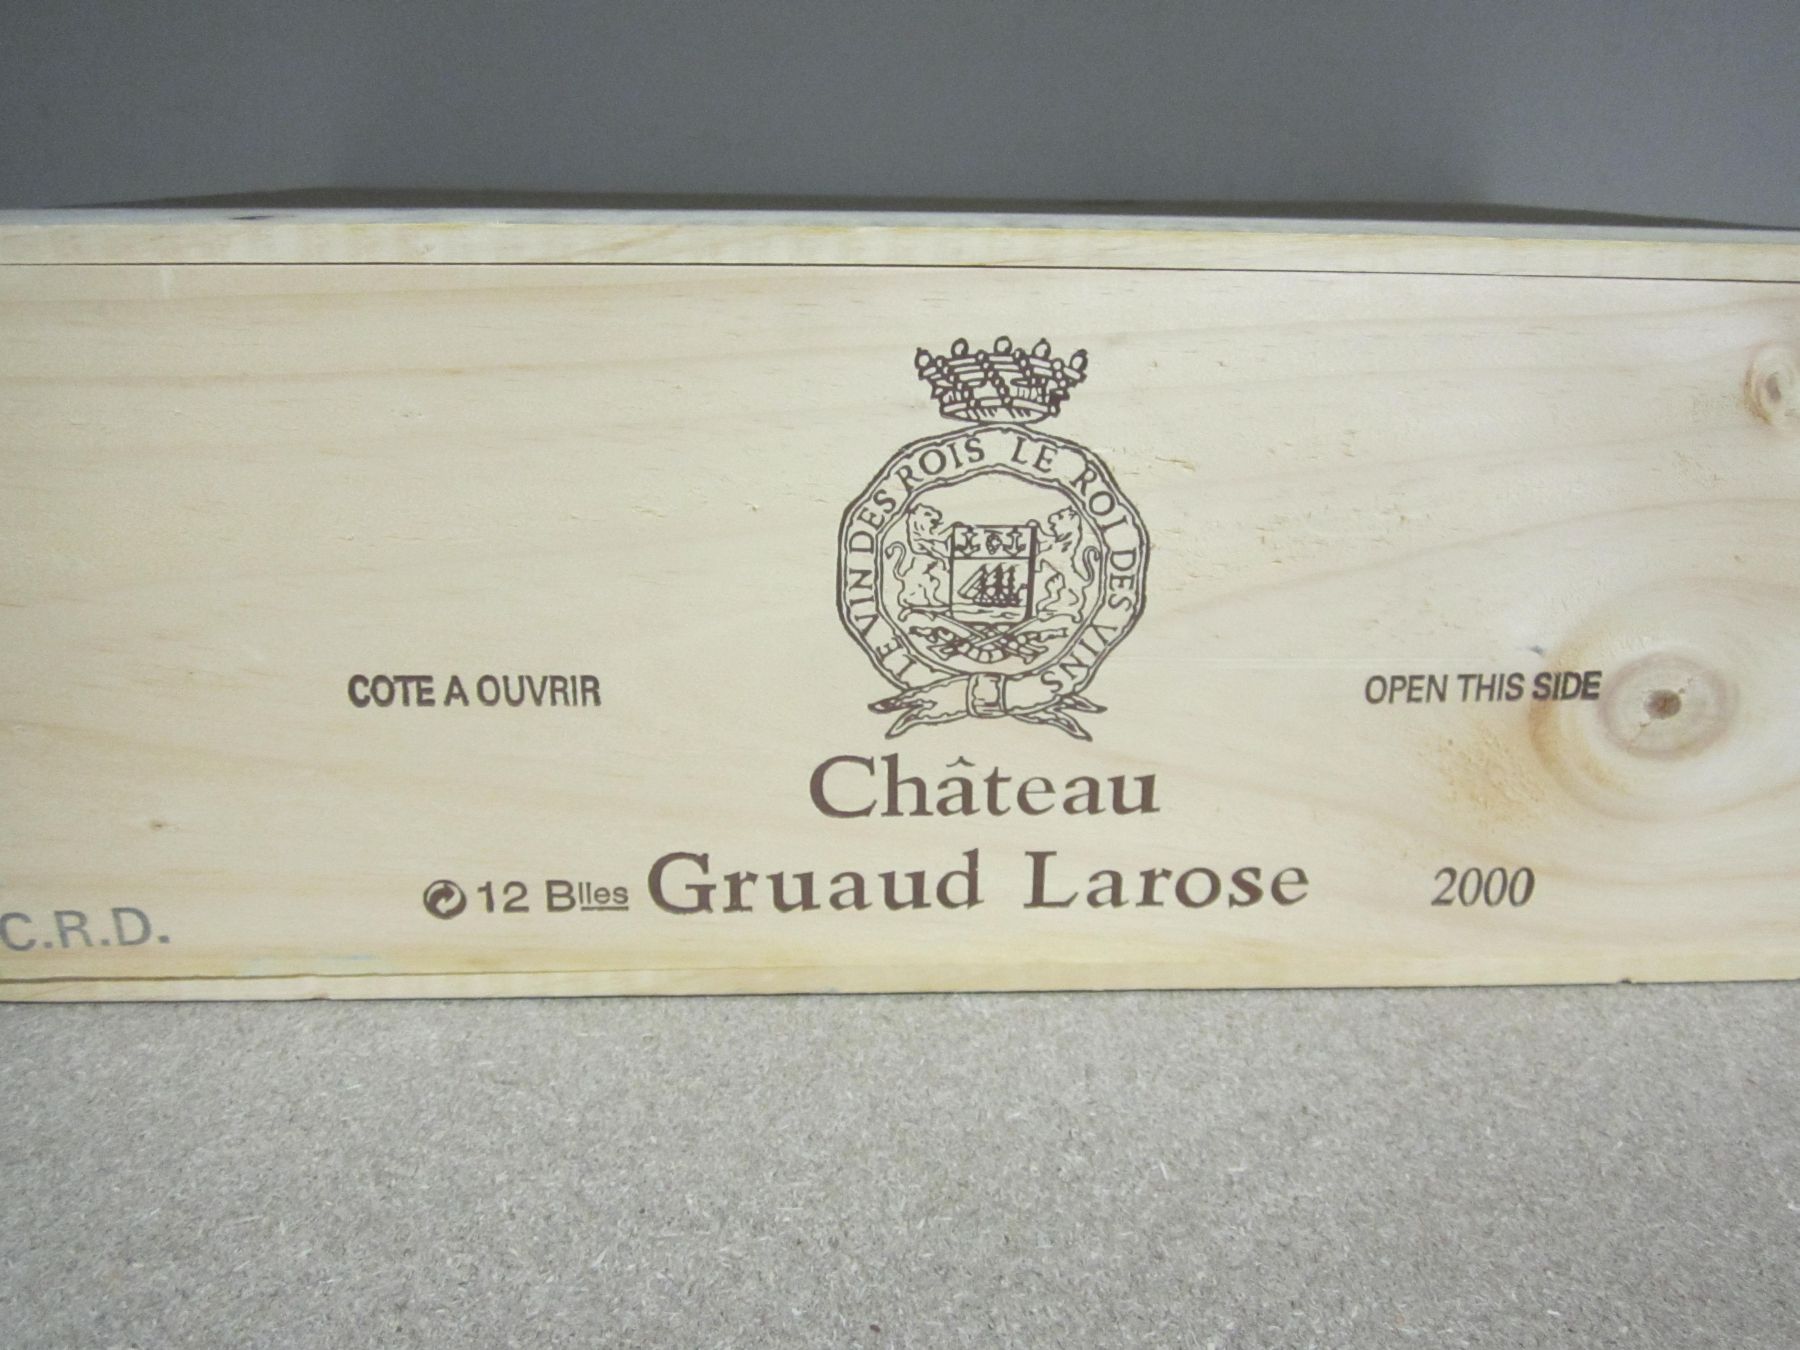 LE VIN DES ROIS LE ROI DES VINS
COTE A OUVRIR
OPEN THIS SIDE
Château
12 Blles Gruaud Larose 2000
C.R.D.